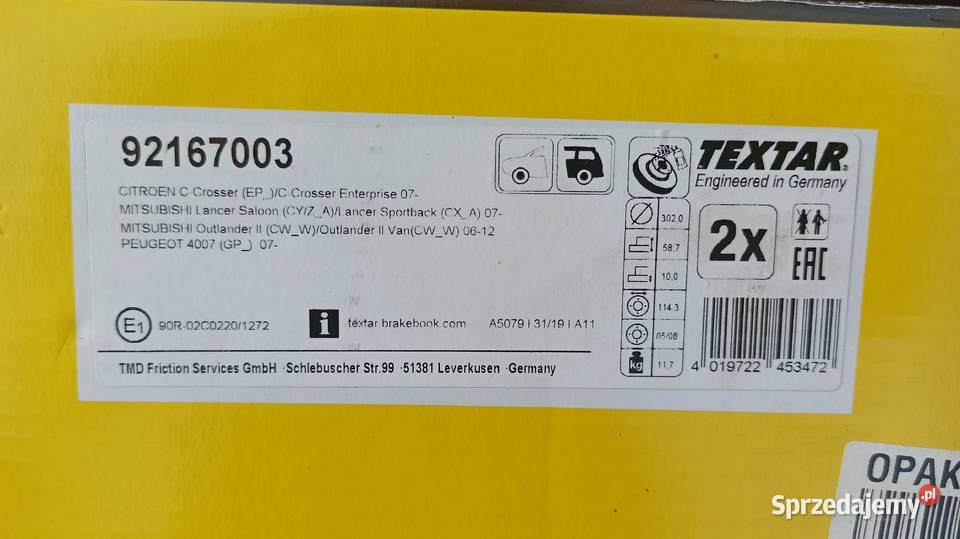 92167003
CITROEN C-Crosser (EP_)/C-Crosser Enterprise 07-
MITSUBISHI Lancer Saloon (CY/Z_A)/Lancer Sportback (CX_A) 07-
MITSUBISHI Outlander II (CW_W)/Outlander II Van(CW_W) 06-12
PEUGEOT 4007 (GP_) 07-
E1 90R-02C0220/1272
i textar brakebook.com A5079 | 31/19 | A11
TMD Friction Services GmbH ·Schlebuscher Str.99 ·51381 Leverkusen ·Germany
302,0
58,7
10,0
114,3
05/08
kg 11,7
TEXTAR
Engineered in Germany
2x
EAC
4 019722 453472
OPAK
Sprzedajemy.pl